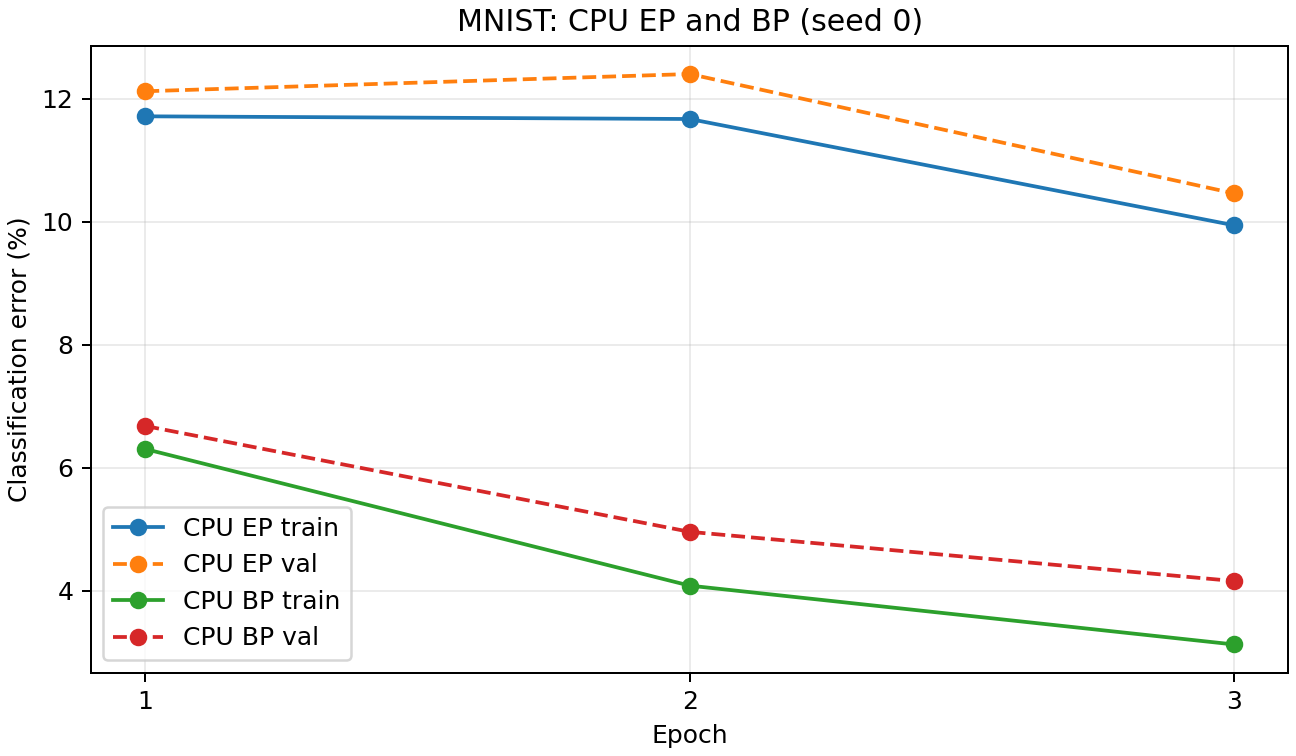 MNIST: CPU EP and BP (seed 0)
Classification error (%)
12
10
8
6
4
CPU EP train
CPU EP val
CPU BP train
CPU BP val
1
2
3
Epoch